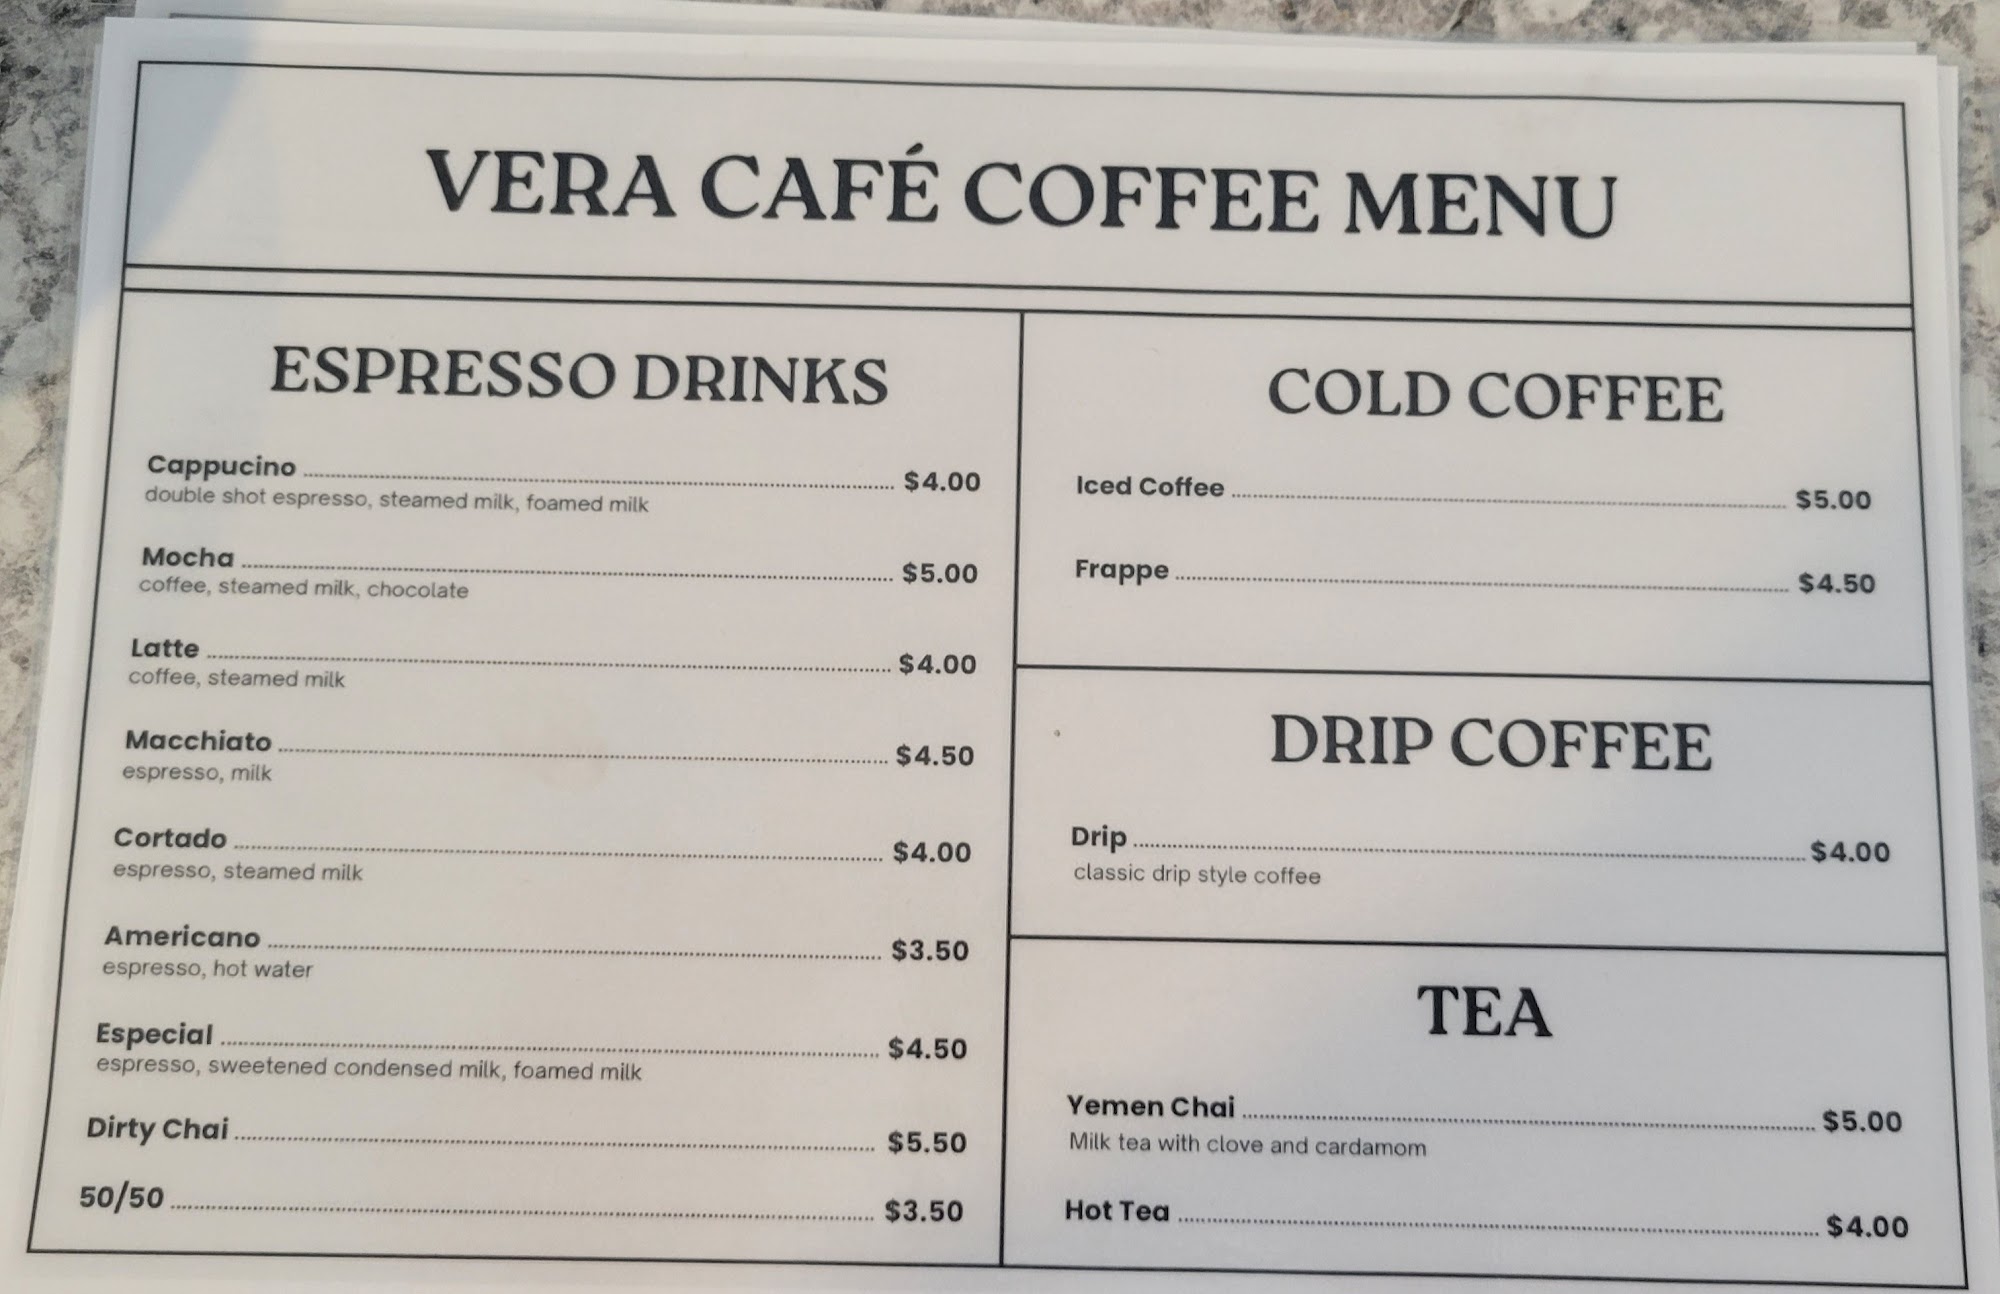 VERA CAFÉ COFFEE MENU
ESPRESSO DRINKS
Cappucino $4.00
double shot espresso, steamed milk, foamed milk
Mocha $5.00
coffee, steamed milk, chocolate
Latte $4.00
coffee, steamed milk
Macchiato $4.50
espresso, milk
Cortado $4.00
espresso, steamed milk
Americano $3.50
espresso, hot water
Especial $4.50
espresso, sweetened condensed milk, foamed milk
Dirty Chai $5.50
50/50 $3.50
COLD COFFEE
Iced Coffee $5.00
Frappe $4.50
DRIP COFFEE
Drip $4.00
classic drip style coffee
TEA
Yemen Chai $5.00
Milk tea with clove and cardamom
Hot Tea $4.00